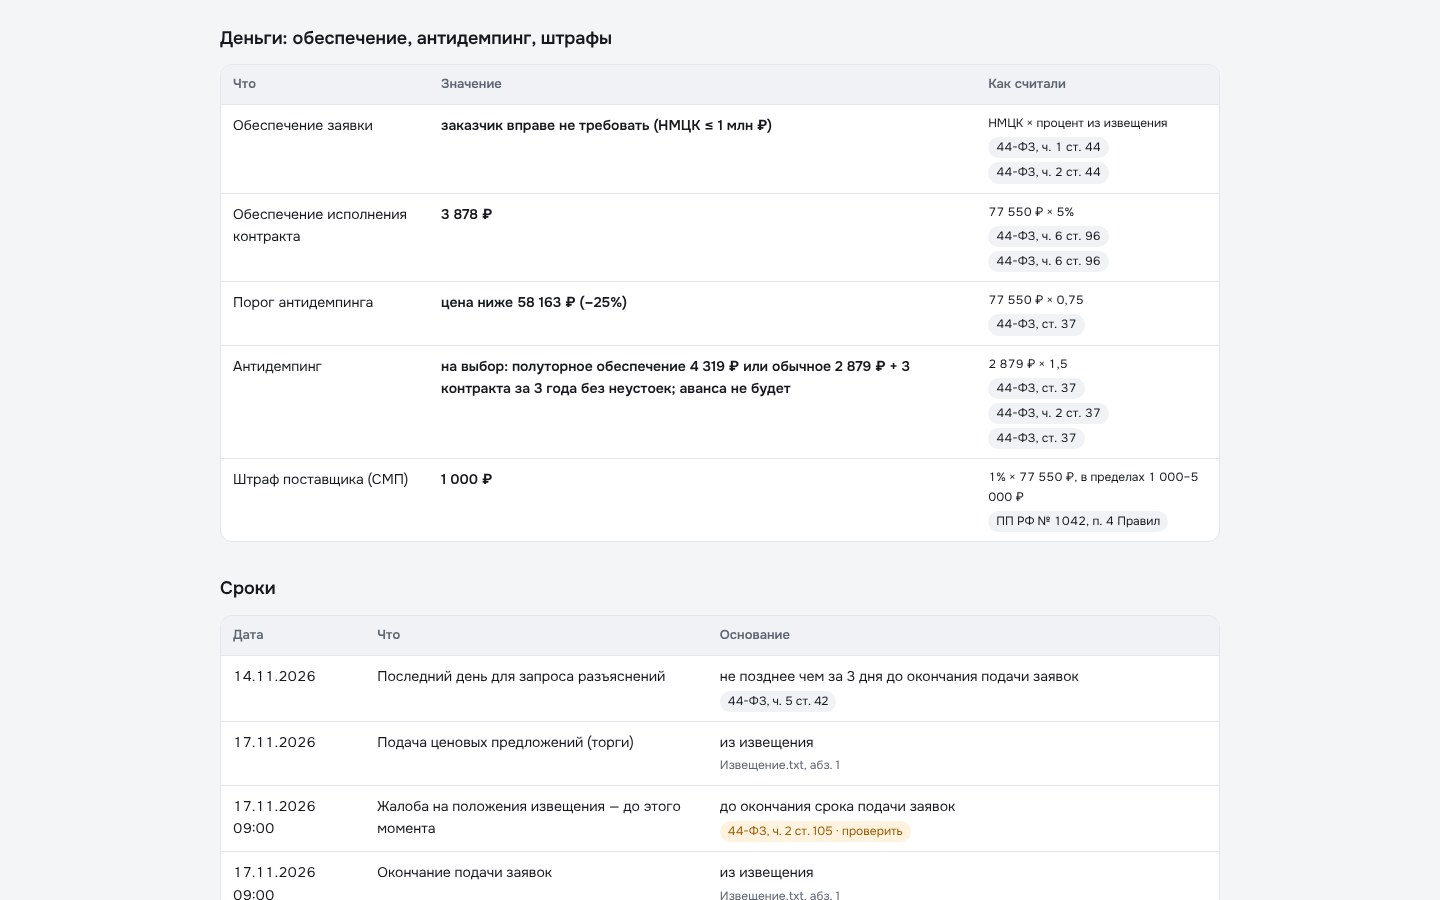 Деньги: обеспечение, антидемпинг, штрафы
Что Значение Как считали
Обеспечение заявки заказчик вправе не требовать (НМЦК ≤ 1 млн ₽) НМЦК × процент из извещения
44-ФЗ, ч. 1 ст. 44
44-ФЗ, ч. 2 ст. 44
Обеспечение исполнения
контракта
3 878 ₽
77 550 ₽ × 5%
44-ФЗ, ч. 6 ст. 96
44-ФЗ, ч. 6 ст. 96
Порог антидемпинга цена ниже 58 163 ₽ (−25%) 77 550 ₽ × 0,75
44-ФЗ, ст. 37
Антидемпинг
на выбор: полуторное обеспечение 4 319 ₽ или обычное 2 879 ₽ + 3
контракта за 3 года без неустоек; аванса не будет
2 879 ₽ × 1,5
44-ФЗ, ст. 37
44-ФЗ, ч. 2 ст. 37
44-ФЗ, ст. 37
Штраф поставщика (СМП) 1 000 ₽
1% × 77 550 ₽, в пределах 1 000–5
000 ₽
ПП РФ № 1042, п. 4 Правил
Сроки
Дата Что Основание
14.11.2026 Последний день для запроса разъяснений не позднее чем за 3 дня до окончания подачи заявок
44-ФЗ, ч. 5 ст. 42
17.11.2026 Подача ценовых предложений (торги) из извещения
Извещение.txt, абз. 1
17.11.2026
09:00
Жалоба на положения извещения — до этого
момента
до окончания срока подачи заявок
44-ФЗ, ч. 2 ст. 105 · проверить
17.11.2026
09:00
Окончание подачи заявок
из извещения
Извещение.txt, абз. 1